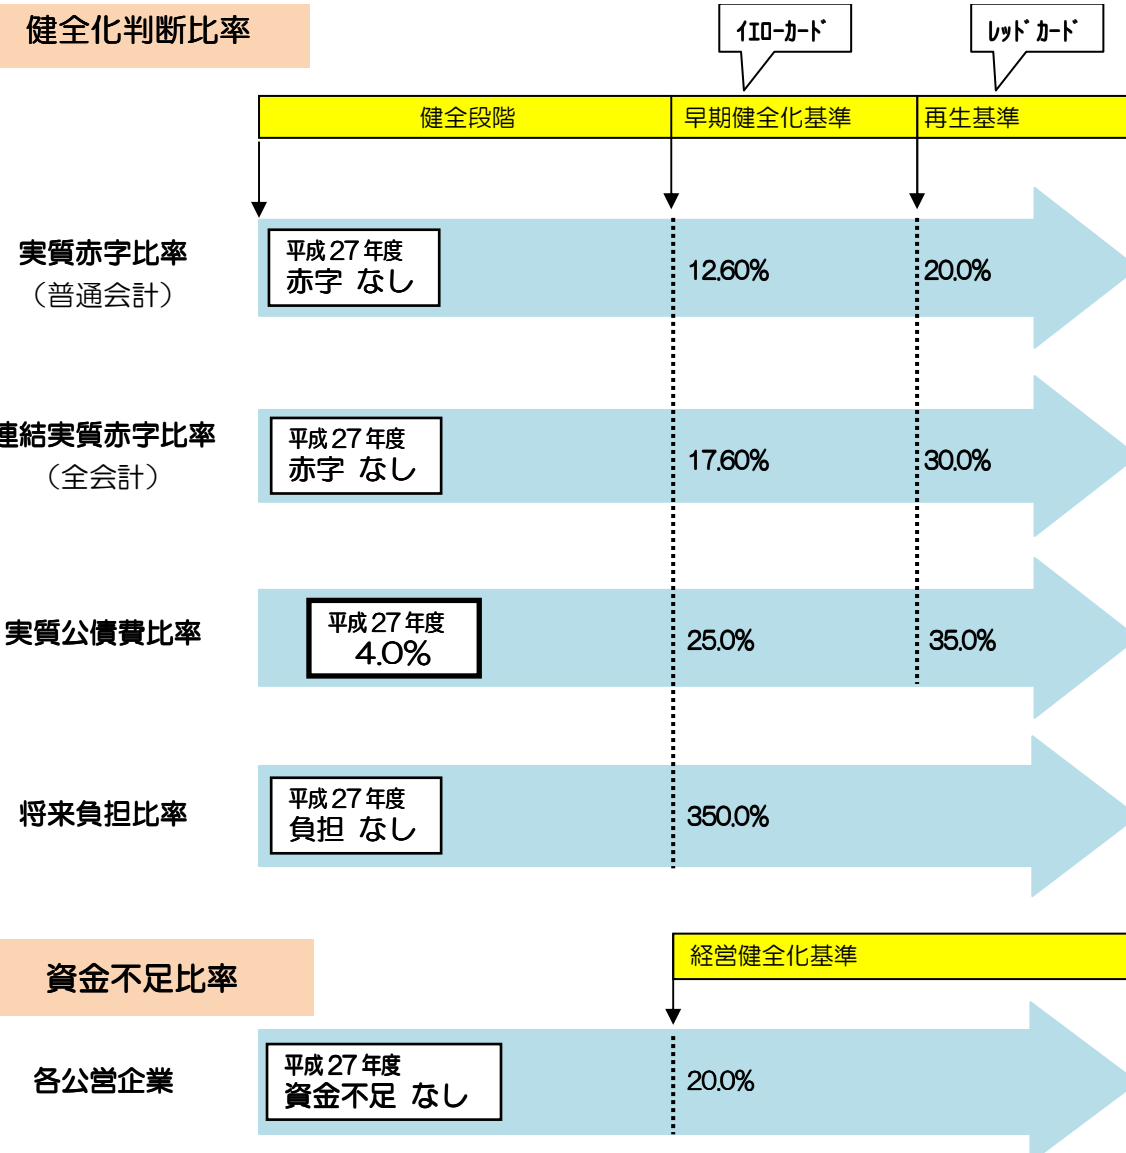 健全化判断比率
ｲｴﾛｰｶｰﾄﾞ
ﾚｯﾄﾞｶｰﾄﾞ
健全段階
早期健全化基準
再生基準
実質赤字比率
（普通会計）
平成27年度
赤字 なし
12.60%
20.0%
連結実質赤字比率
（全会計）
平成27年度
赤字 なし
17.60%
30.0%
実質公債費比率
平成27年度
4.0%
25.0%
35.0%
将来負担比率
平成27年度
負担 なし
350.0%
資金不足比率
経営健全化基準
各公営企業
平成27年度
資金不足 なし
20.0%